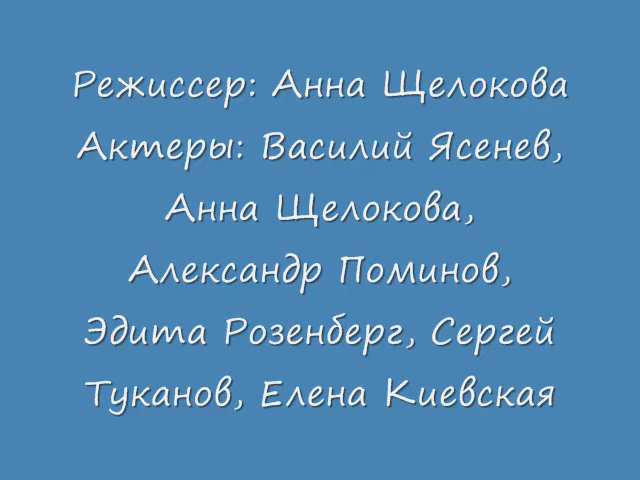 Режиссер: Анна Щелокова
Актеры: Василий Ясенев,
Анна Щелокова,
Александр Поминов,
Эдита Розенберг, Сергей
Туканов, Елена Киевская